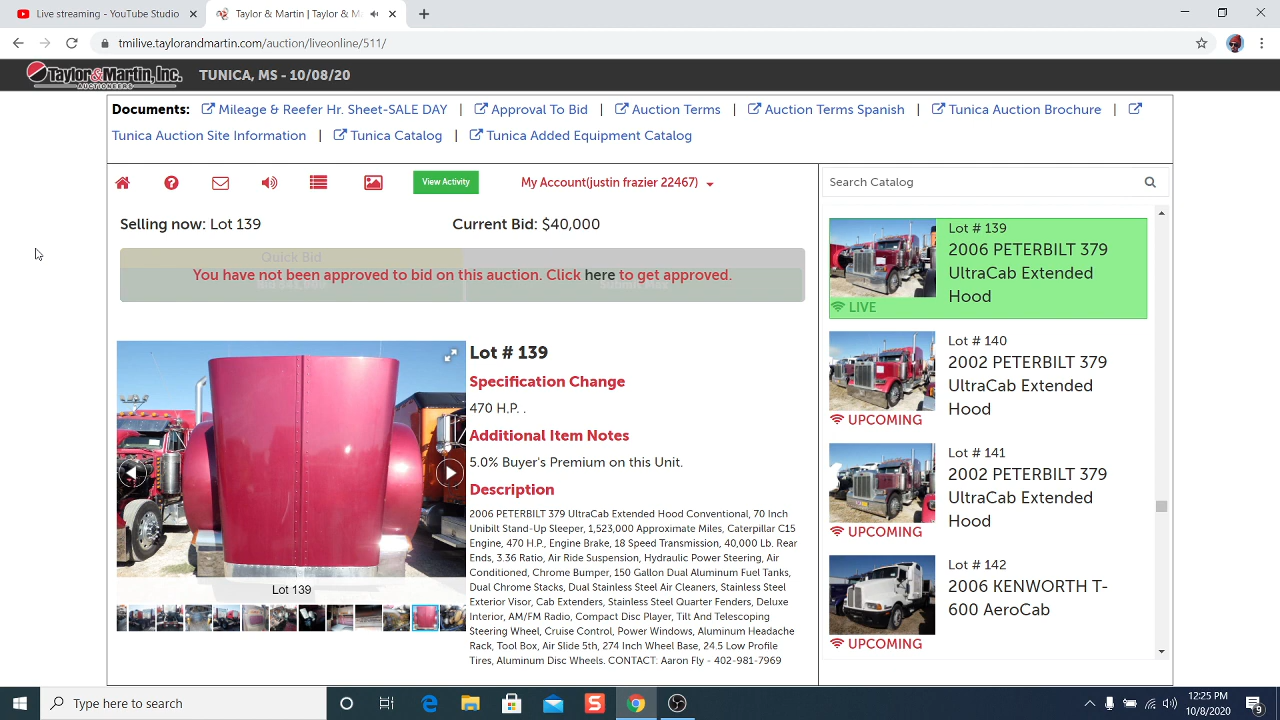 Live streaming - YouTube Studio
Taylor & Martin | Taylor & M
tmlive.taylorandmartin.com/auction/liveonline/511/
Taylor&Martin, Inc.
AUCTIONEERS
TUNICA, MS - 10/08/20
Documents: Mileage & Reefer Hr. Sheet-SALE DAY | Approval To Bid | Auction Terms | Auction Terms Spanish | Tunica Auction Brochure |
Tunica Auction Site Information | Tunica Catalog | Tunica Added Equipment Catalog
View Activity
My Account(justin frazier 22467)
Selling now: Lot 139
Current Bid: $40,000
Quick Bid
You have not been approved to bid on this auction. Click here to get approved.
Submit Max
Lot 139
Lot # 139
Specification Change
470 H.P. .
Additional Item Notes
5.0% Buyer's Premium on this Unit.
Description
2006 PETERBILT 379 UltraCab Extended Hood Conventional, 70 Inch
Unibilt Stand-Up Sleeper, 1,523,000 Approximate Miles, Caterpillar C15
Engine, 470 H.P., Engine Brake, 18 Speed Transmission, 40,000 Lb. Rear
Ends, 3.36 Ratio, Air Ride Suspension, Hydraulic Power Steering, Air
Conditioned, Chrome Bumper, 150 Gallon Dual Aluminum Fuel Tanks,
Dual Chrome Stacks, Dual Stainless Steel Air Cleaners, Stainless Steel
Exterior Visor, Cab Extenders, Stainless Steel Quarter Fenders, Deluxe
Interior, AM/FM Radio, Compact Disc Player, Tilt And Telescoping
Steering Wheel, Cruise Control, Power Windows, Aluminum Headache
Rack, Tool Box, Air Slide 5th, 274 Inch Wheel Base, 24.5 Low Profile
Tires, Aluminum Disc Wheels. CONTACT: Aaron Fly - 402-981-7969
Search Catalog
Lot # 139
2006 PETERBILT 379
UltraCab Extended
Hood
LIVE
Lot # 140
2002 PETERBILT 379
UltraCab Extended
Hood
UPCOMING
Lot # 141
2002 PETERBILT 379
UltraCab Extended
Hood
UPCOMING
Lot # 142
2006 KENWORTH T-
600 AeroCab
UPCOMING
Type here to search
12:25 PM
10/8/2020
9